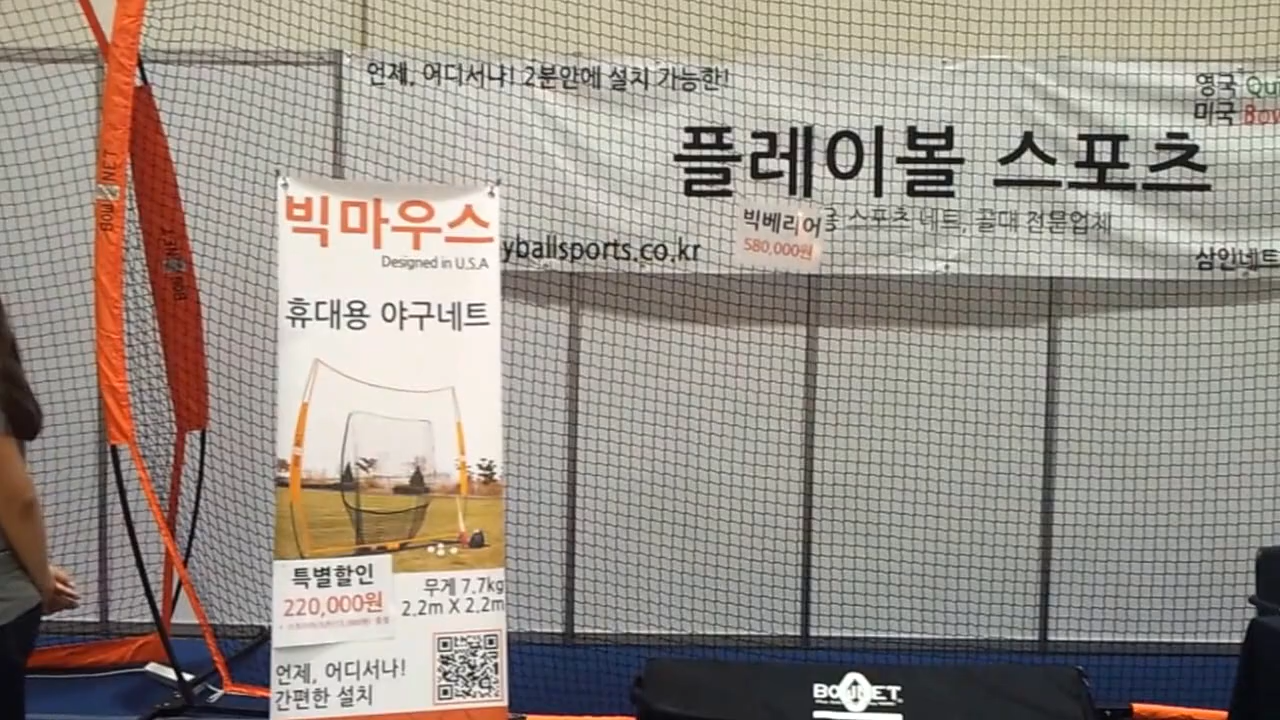 언제, 어디서나! 2분안에 설치 가능한!
영국 Qu
미국 Bow
플레이볼 스포츠
스포츠 네트, 골대 전문업체
yballsports.co.kr
삼인네트
빅베리어
580,000원
BOWNET
BOWNET
빅마우스
Designed in U.S.A
휴대용 야구네트
특별할인
220,000원
무게 7.7kg
2.2m X 2.2m
언제, 어디서나!
간편한 설치
BOWNET